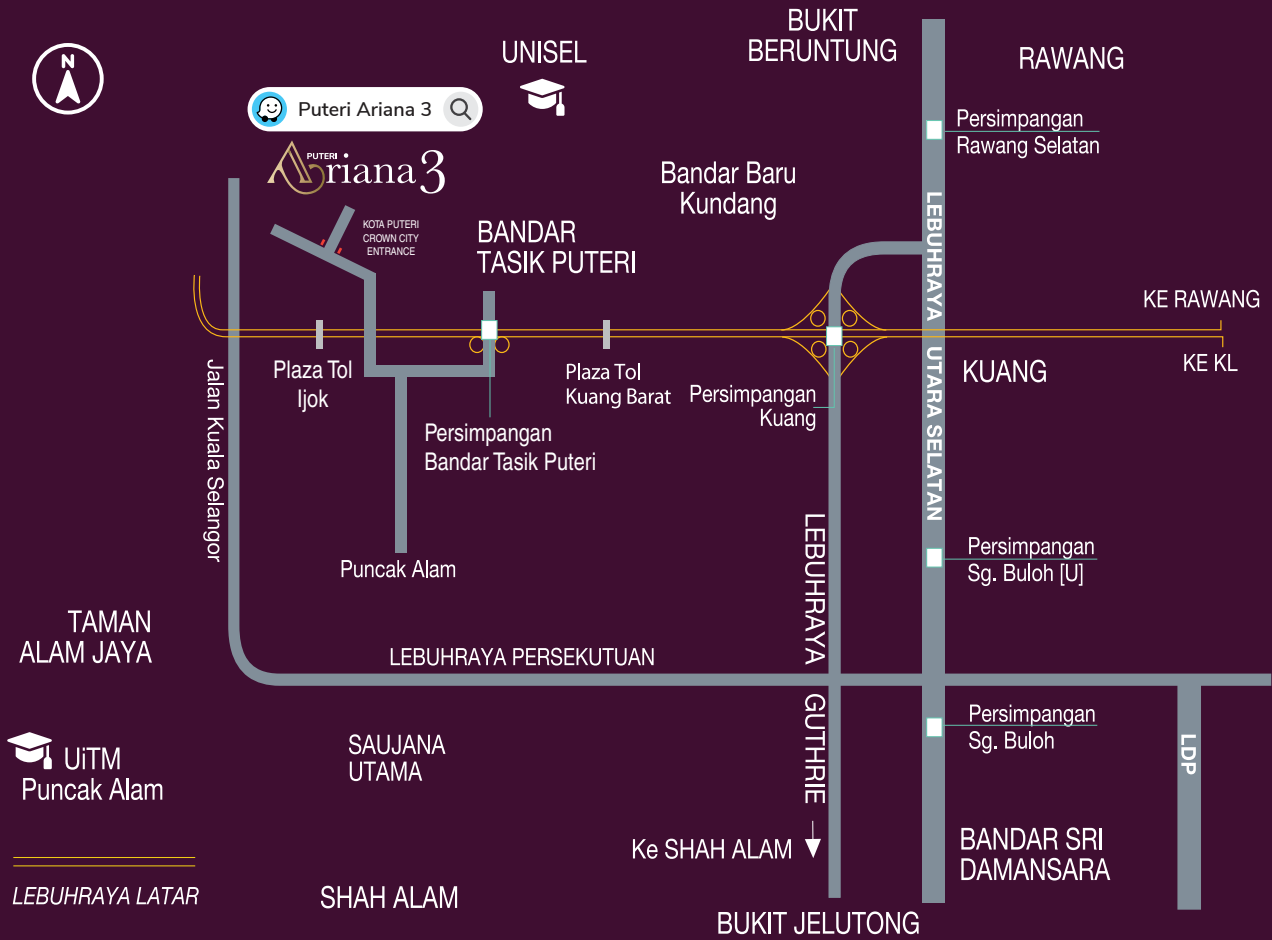 N
UNISEL
BUKIT
BERUNTUNG
RAWANG
Puteri Ariana 3
PUTERI
Ariana 3
Persimpangan
Rawang Selatan
Bandar Baru
Kundang
KOTA PUTERI
CROWN CITY
ENTRANCE
BANDAR
TASIK PUTERI
LEBUHRAYA UTARA SELATAN
KE RAWANG
KE KL
Jalan Kuala Selangor
Plaza Tol
Ijok
Plaza Tol
Kuang Barat
Persimpangan
Kuang
KUANG
Persimpangan
Bandar Tasik Puteri
Puncak Alam
LEBUHRAYA GUTHRIE
Persimpangan
Sg. Buloh [U]
TAMAN
ALAM JAYA
LEBUHRAYA PERSEKUTUAN
Persimpangan
Sg. Buloh
LDP
UiTM
Puncak Alam
SAUJANA
UTAMA
Ke SHAH ALAM
BANDAR SRI
DAMANSARA
LEBUHRAYA LATAR
SHAH ALAM
BUKIT JELUTONG